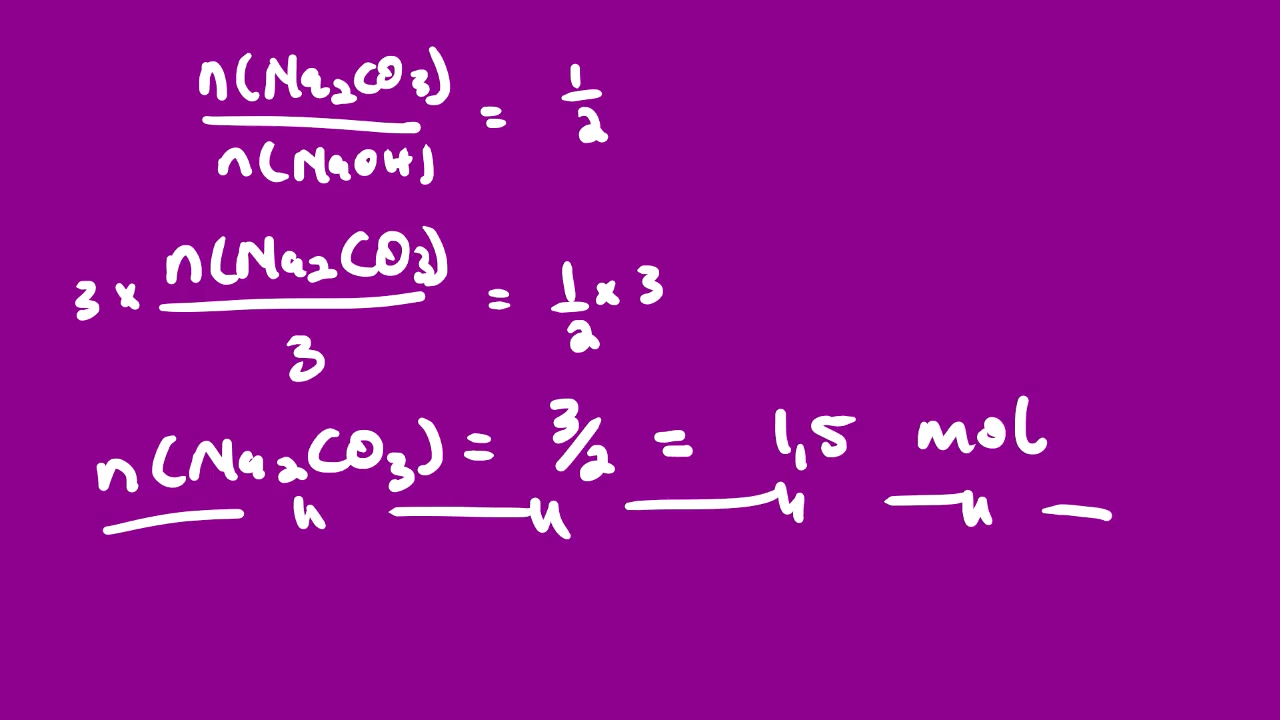 n(Na₂CO₃) / n(NaOH) = 1/2
3 × n(Na₂CO₃) / 3 = 1/2 × 3
n(Na₂CO₃) = 3/2 = 1,5 mol